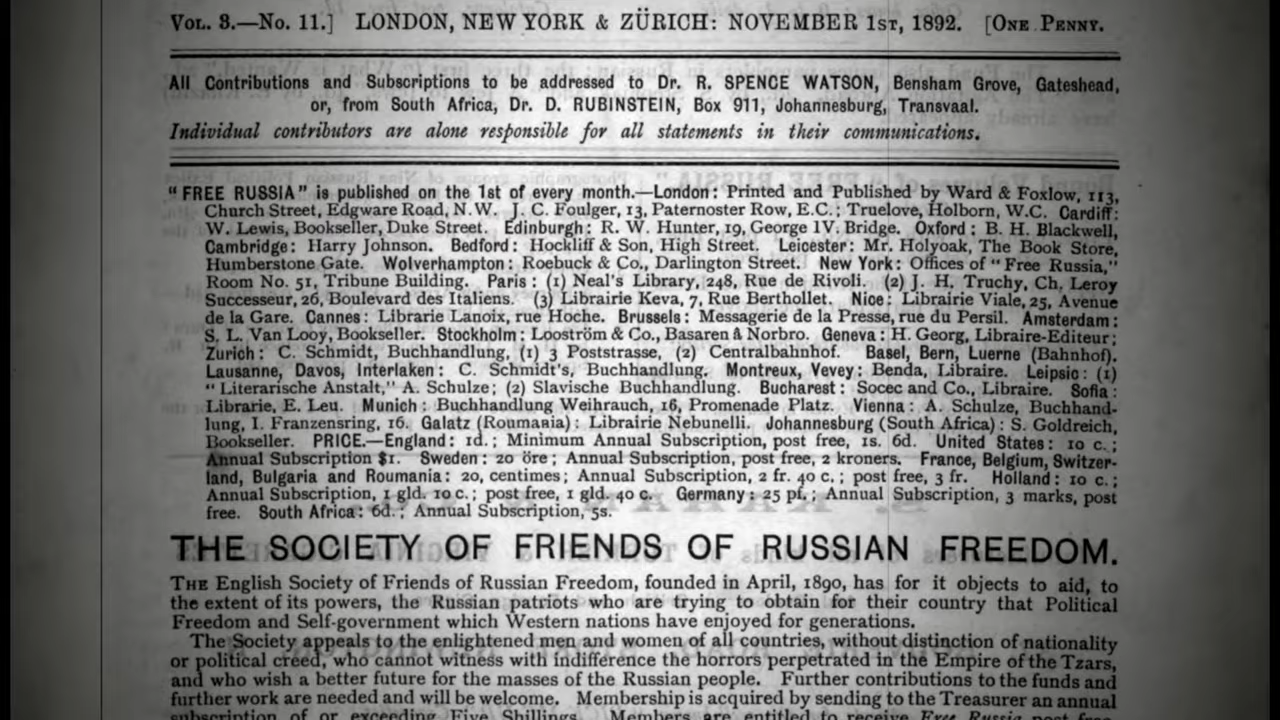 VOL. 3.—No. 11.] LONDON, NEW YORK & ZÜRICH: NOVEMBER 1ST, 1892. [ONE PENNY.
All Contributions and Subscriptions to be addressed to Dr. R. SPENCE WATSON, Bensham Grove, Gateshead,
or, from South Africa, Dr. D. RUBINSTEIN, Box 911, Johannesburg, Transvaal.
Individual contributors are alone responsible for all statements in their communications.
"FREE RUSSIA" is published on the 1st of every month.—London: Printed and Published by Ward & Foxlow, 113,
Church Street, Edgware Road, N.W. J. C. Foulger, 13, Paternoster Row, E.C.; Truelove, Holborn, W.C. Cardiff:
W. Lewis, Bookseller, Duke Street. Edinburgh: R. W. Hunter, 19, George IV. Bridge. Oxford: B. H. Blackwell,
Cambridge: Harry Johnson. Bedford: Hockliff & Son, High Street. Leicester: Mr. Holyoak, The Book Store,
Humberstone Gate. Wolverhampton: Roebuck & Co., Darlington Street. New York: Offices of "Free Russia,"
Room No. 51, Tribune Building. Paris: (1) Neal's Library, 248, Rue de Rivoli. (2) J. H. Truchy, Ch. Leroy
Successeur, 26, Boulevard des Italiens. (3) Librairie Keva, 7, Rue Berthollet. Nice: Librairie Viale, 25, Avenue
de la Gare. Cannes: Librarie Lanoix, rue Hoche. Brussels: Messagerie de la Presse, rue du Persil. Amsterdam:
S. L. Van Looy, Bookseller. Stockholm: Looström & Co., Basaren å Norbro. Geneva: H. Georg, Libraire-Editeur;
Zurich: C. Schmidt, Buchhandlung, (1) 3 Poststrasse, (2) Centralbahnhof. Basel, Bern, Luerne (Bahnhof).
Lausanne, Davos, Interlaken: C. Schmidt's, Buchhandlung. Montreux, Vevey: Benda, Libraire. Leipsic: (1)
"Literarische Anstalt," A. Schulze; (2) Slavische Buchhandlung. Bucharest: Socec and Co., Libraire. Sofia:
Librarie, E. Leu. Munich: Buchhandlung Weihrauch, 16, Promenade Platz. Vienna: A. Schulze, Buchhand-
lung, I. Franzensring, 16. Galatz (Roumania): Librairie Nebunelli. Johannesburg (South Africa): S. Goldreich,
Bookseller. PRICE.—England: 1d.; Minimum Annual Subscription, post free, 1s. 6d. United States: 10 c.;
Annual Subscription $1. Sweden: 20 öre; Annual Subscription, post free, 2 kroners. France, Belgium, Switzer-
land, Bulgaria and Roumania: 20, centimes; Annual Subscription, 2 fr. 40 c.; post free, 3 fr. Holland: 10 c.;
Annual Subscription, 1 gld. 10 c.; post free, 1 gld. 40 c. Germany: 25 pf.; Annual Subscription, 3 marks, post
free. South Africa: 6d.; Annual Subscription, 5s.
THE SOCIETY OF FRIENDS OF RUSSIAN FREEDOM.
THE English Society of Friends of Russian Freedom, founded in April, 1890, has for it objects to aid, to
the extent of its powers, the Russian patriots who are trying to obtain for their country that Political
Freedom and Self-government which Western nations have enjoyed for generations.
The Society appeals to the enlightened men and women of all countries, without distinction of nationality
or political creed, who cannot witness with indifference the horrors perpetrated in the Empire of the Tzars,
and who wish a better future for the masses of the Russian people. Further contributions to the funds and
further work are needed and will be welcome. Membership is acquired by sending to the Treasurer an annual
subscription of or exceeding Five Shillings. Members are entitled to receive Free Russia post free